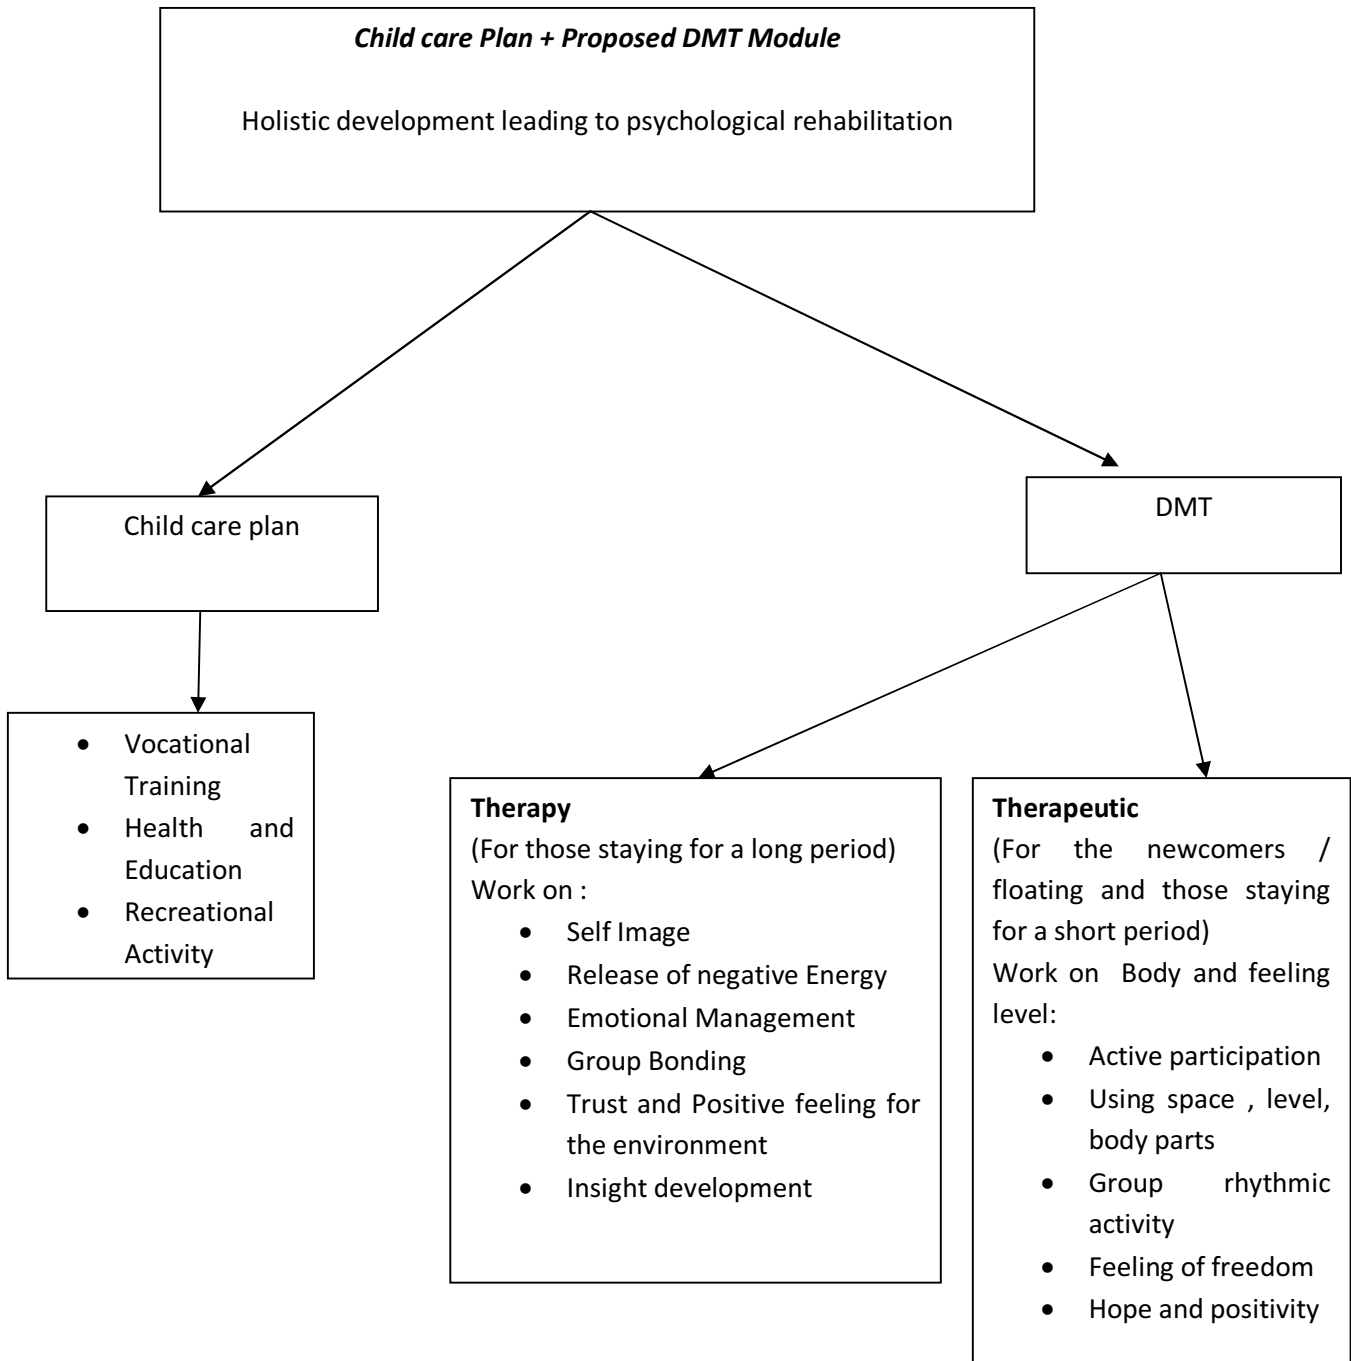 Child care Plan + Proposed DMT Module
Holistic development leading to psychological rehabilitation
Child care plan
DMT
• Vocational
Training
• Health and
Education
• Recreational
Activity
Therapy
(For those staying for a long period)
Work on :
• Self Image
• Release of negative Energy
• Emotional Management
• Group Bonding
• Trust and Positive feeling for
the environment
• Insight development
Therapeutic
(For the newcomers /
floating and those staying
for a short period)
Work on Body and feeling
level:
• Active participation
• Using space , level,
body parts
• Group rhythmic
activity
• Feeling of freedom
• Hope and positivity